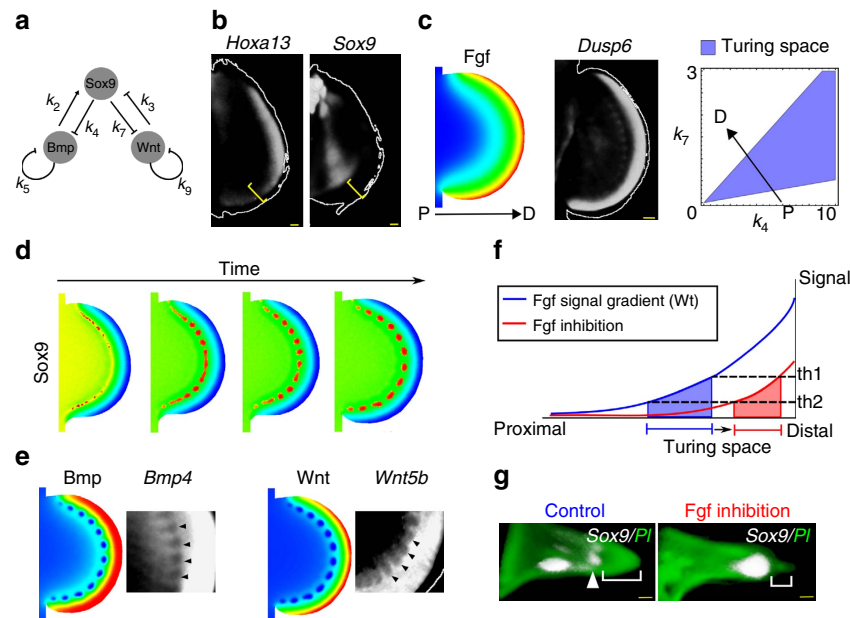 a
Sox9
k2
k4
k7
k3
Bmp
Wnt
k5
k9
b
Hoxa13
Sox9
c
Fgf
P
D
Dusp6
Turing space
3
k7
D
P
0
k4
10
d
Time
Sox9
e
Bmp
Bmp4
Wnt
Wnt5b
f
Signal
Fgf signal gradient (Wt)
Fgf inhibition
th1
th2
Proximal
Distal
Turing space
g
Control
Fgf inhibition
Sox9/PI
Sox9/PI